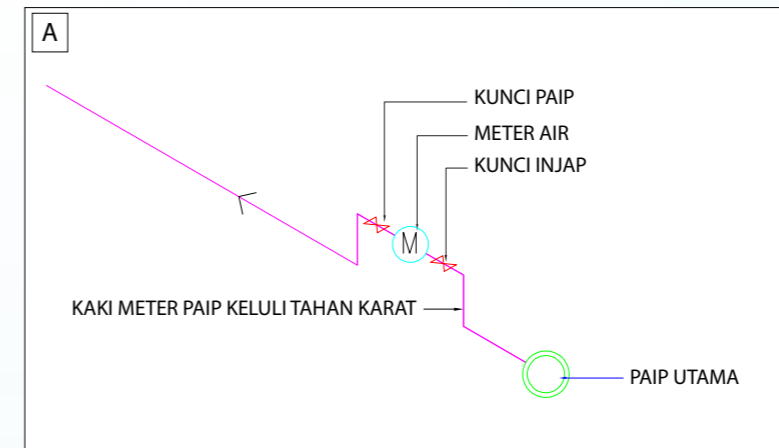 A
KUNCI PAIP
METER AIR
KUNCI INJAP
M
KAKI METER PAIP KELULI TAHAN KARAT
PAIP UTAMA